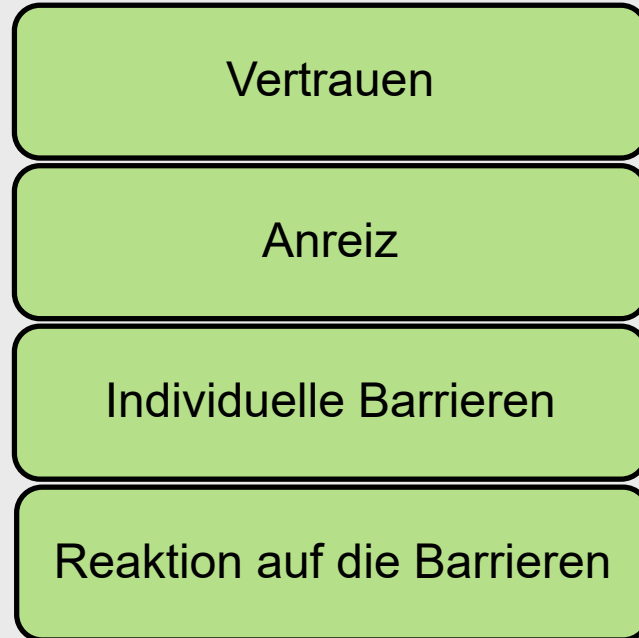 Vertrauen
Anreiz
Individuelle Barrieren
Reaktion auf die Barrieren